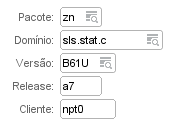 Pacote: zn
Domínio: sls.stat.c
Versão: B61U
Release: a7
Cliente: npt0